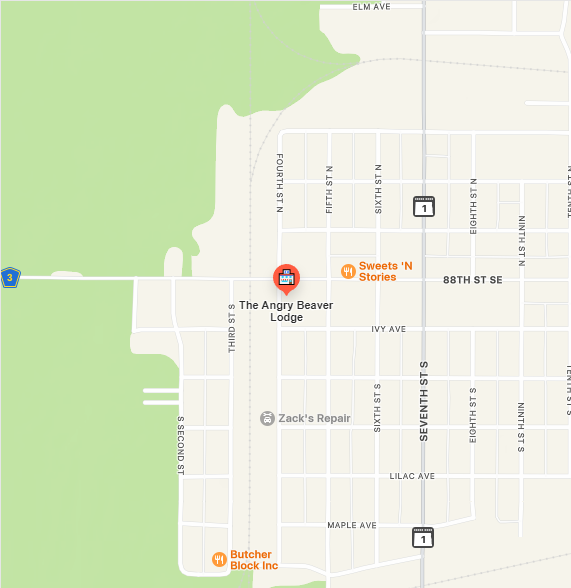 ELM AVE
FOURTH ST N
FIFTH ST N
SIXTH ST N
EIGHTH ST N
NINTH ST N
1
3
Sweets 'N
Stories
88TH ST SE
The Angry Beaver
Lodge
THIRD ST S
IVY AVE
SEVENTH ST S
SIXTH ST S
EIGHTH ST S
NINTH ST S
Zack's Repair
S SECOND ST
LILAC AVE
MAPLE AVE
1
Butcher
Block Inc